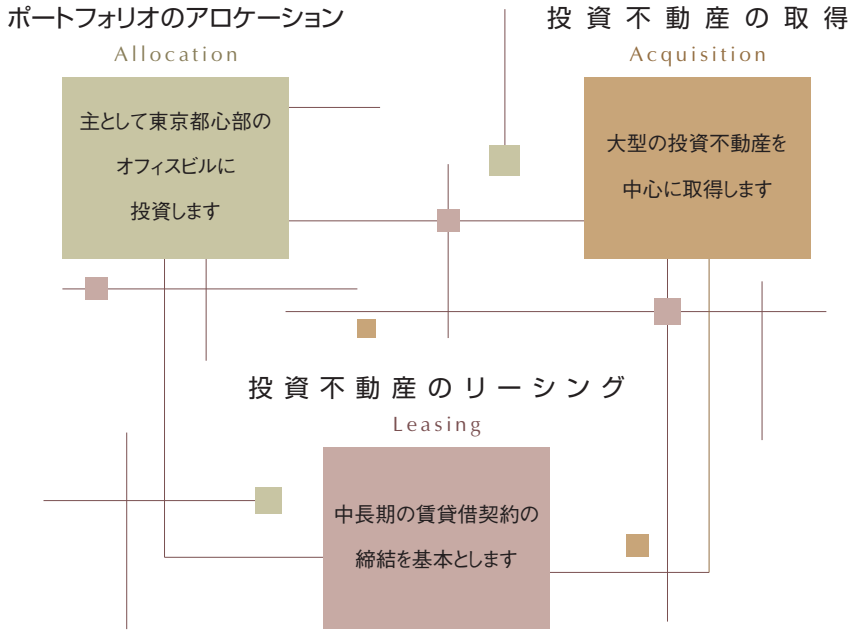 ポートフォリオのアロケーション
Allocation
主として東京都心部の
オフィスビルに
投資します
投資不動産の取得
Acquisition
大型の投資不動産を
中心に取得します
投資不動産のリーシング
Leasing
中長期の賃貸借契約の
締結を基本とします